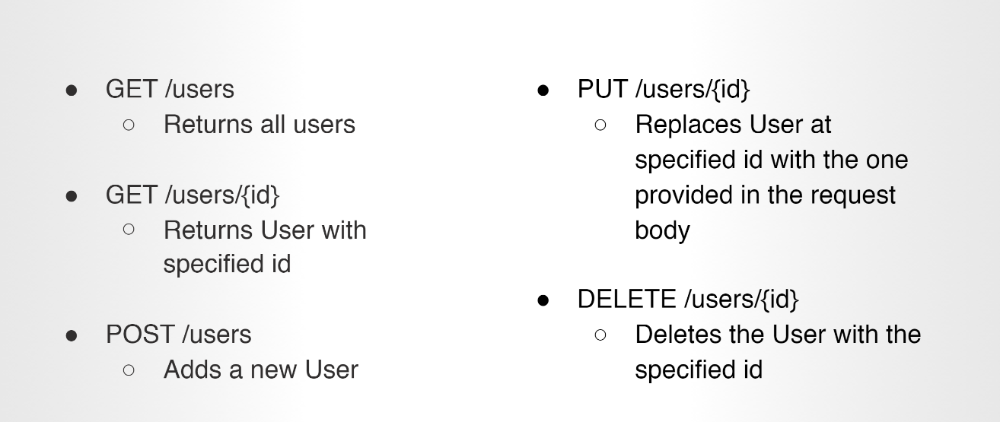 ● GET /users
○ Returns all users
● GET /users/{id}
○ Returns User with
specified id
● POST /users
○ Adds a new User
● PUT /users/{id}
○ Replaces User at
specified id with the one
provided in the request
body
● DELETE /users/{id}
○ Deletes the User with the
specified id